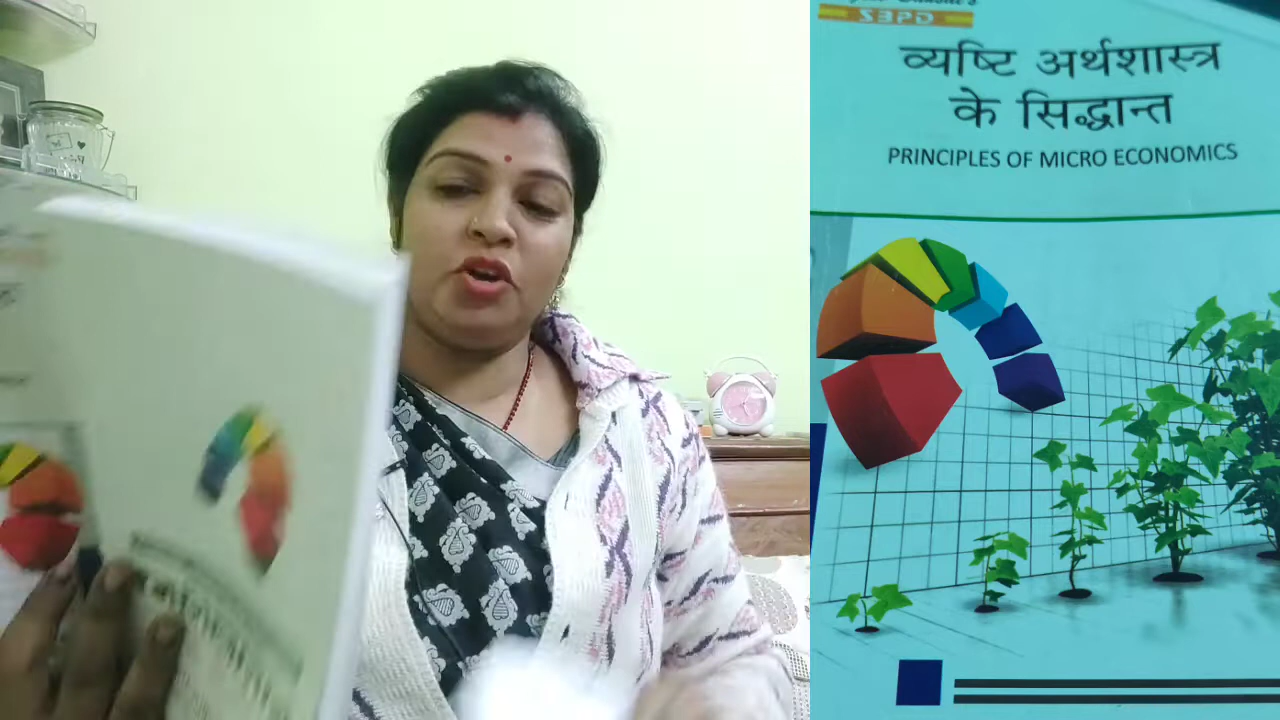 SBPD
व्यष्टि अर्थशास्त्र
के सिद्धान्त
PRINCIPLES OF MICRO ECONOMICS